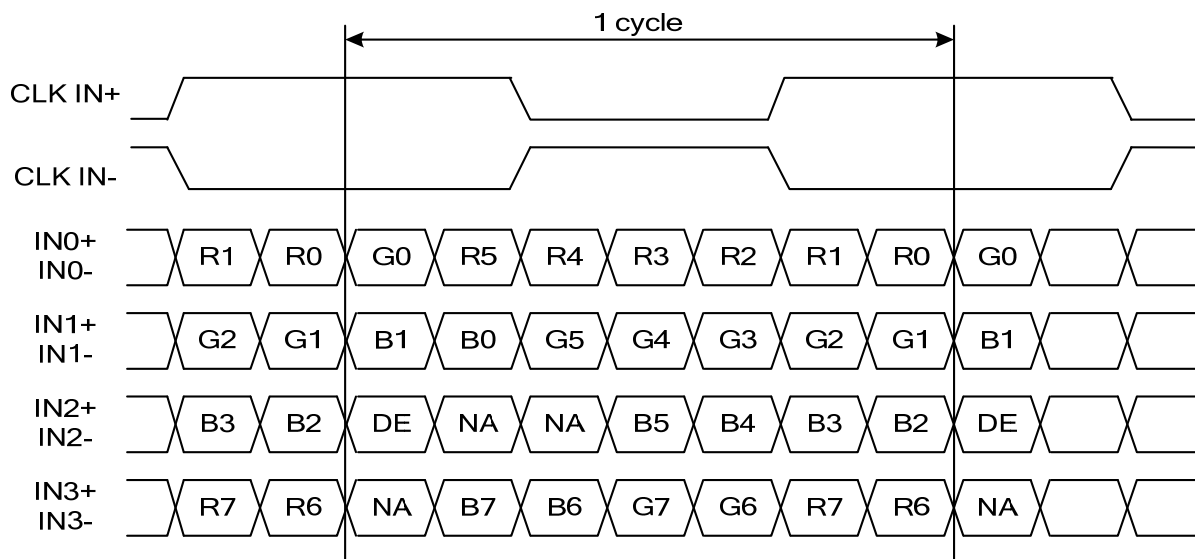 1 cycle
CLK IN+
CLK IN-
IN0+
IN0-
R1 R0 G0 R5 R4 R3 R2 R1 R0 G0
IN1+
IN1-
G2 G1 B1 B0 G5 G4 G3 G2 G1 B1
IN2+
IN2-
B3 B2 DE NA NA B5 B4 B3 B2 DE
IN3+
IN3-
R7 R6 NA B7 B6 G7 G6 R7 R6 NA